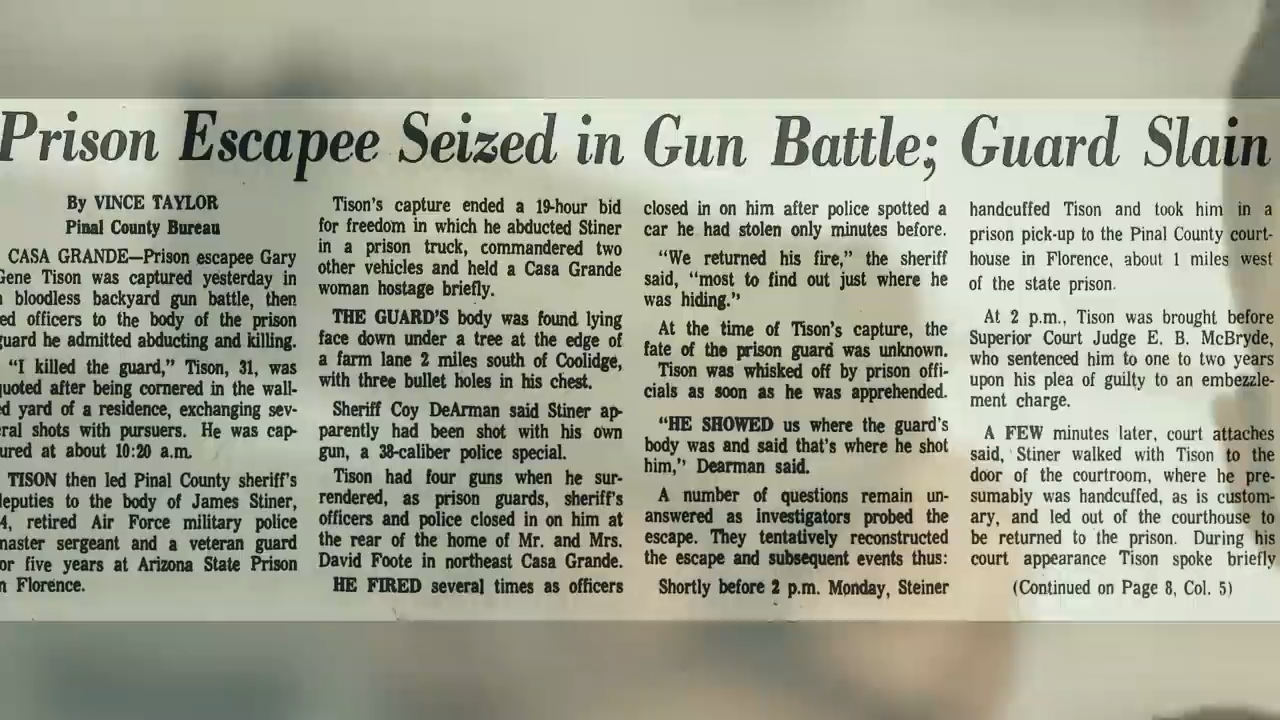 Prison Escapee Seized in Gun Battle; Guard Slain
By VINCE TAYLOR
Pinal County Bureau
CASA GRANDE—Prison escapee Gary
Gene Tison was captured yesterday in
bloodless backyard gun battle, then
ed officers to the body of the prison
guard he admitted abducting and killing.
"I killed the guard," Tison, 31, was
quoted after being cornered in the wall-
ed yard of a residence, exchanging sev-
eral shots with pursuers. He was cap-
tured at about 10:20 a.m.
TISON then led Pinal County sheriff's
deputies to the body of James Stiner,
4, retired Air Force military police
master sergeant and a veteran guard
for five years at Arizona State Prison
in Florence.
Tison's capture ended a 19-hour bid
for freedom in which he abducted Stiner
in a prison truck, commandered two
other vehicles and held a Casa Grande
woman hostage briefly.
THE GUARD'S body was found lying
face down under a tree at the edge of
a farm lane 2 miles south of Coolidge,
with three bullet holes in his chest.
Sheriff Coy DeArman said Stiner ap-
parently had been shot with his own
gun, a 38-caliber police special.
Tison had four guns when he sur-
rendered, as prison guards, sheriff's
officers and police closed in on him at
the rear of the home of Mr. and Mrs.
David Foote in northeast Casa Grande.
HE FIRED several times as officers
closed in on him after police spotted a
car he had stolen only minutes before.
"We returned his fire," the sheriff
said, "most to find out just where he
was hiding."
At the time of Tison's capture, the
fate of the prison guard was unknown.
Tison was whisked off by prison offi-
cials as soon as he was apprehended.
"HE SHOWED us where the guard's
body was and said that's where he shot
him," Dearman said.
A number of questions remain un-
answered as investigators probed the
escape. They tentatively reconstructed
the escape and subsequent events thus:
Shortly before 2 p.m. Monday, Steiner
handcuffed Tison and took him in a
prison pick-up to the Pinal County court-
house in Florence, about 1 miles west
of the state prison.
At 2 p.m., Tison was brought before
Superior Court Judge E. B. McBryde,
who sentenced him to one to two years
upon his plea of guilty to an embezzle-
ment charge.
A FEW minutes later, court attaches
said, Stiner walked with Tison to the
door of the courtroom, where he pre-
sumably was handcuffed, as is custom-
ary, and led out of the courthouse to
be returned to the prison. During his
court appearance Tison spoke briefly
(Continued on Page 8, Col. 5)